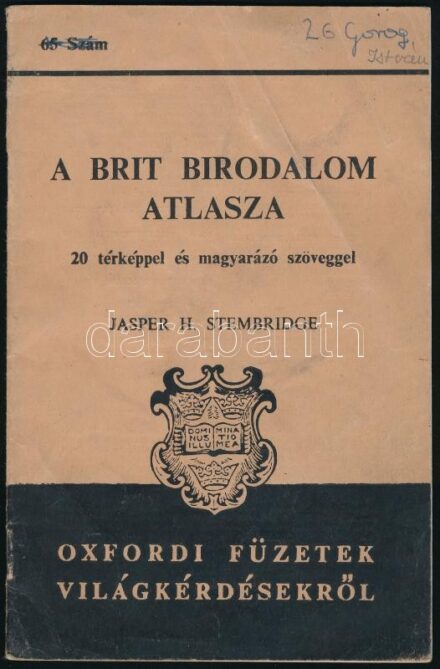 65 Szám
26 Görög
István
A BRIT BIRODALOM
ATLASZA
20 térképpel és magyarázó szöveggel
JASPER H. STEMBRIDGE
darabanth
DOMI MINA
NUS TIO
ILLU MEA
OXFORDI FÜZETEK
VILÁGKÉRDÉSEKRŐL